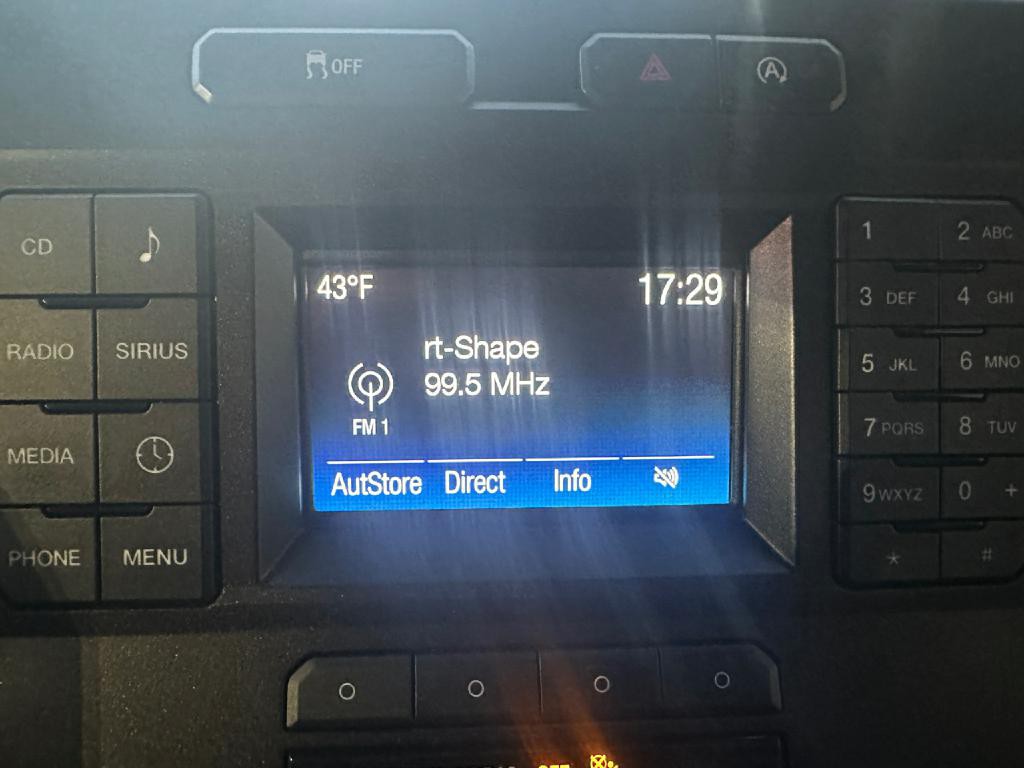 OFF
A
CD
RADIO SIRIUS
MEDIA
PHONE MENU
43°F 17:29
rt-Shape
99.5 MHz
FM 1
AutStore Direct Info
1 2 ABC
3 DEF 4 GHI
5 JKL 6 MNO
7 PQRS 8 TUV
9 WXYZ 0 +
* #
OFF